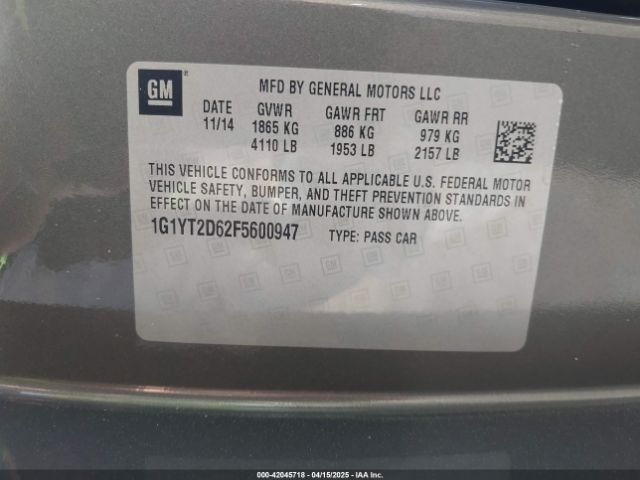 GM ®
MFD BY GENERAL MOTORS LLC
DATE GVWR GAWR FRT GAWR RR
11/14 1865 KG 886 KG 979 KG
4110 LB 1953 LB 2157 LB
THIS VEHICLE CONFORMS TO ALL APPLICABLE U.S. FEDERAL MOTOR
VEHICLE SAFETY, BUMPER, AND THEFT PREVENTION STANDARDS IN
EFFECT ON THE DATE OF MANUFACTURE SHOWN ABOVE.
1G1YT2D62F5600947 TYPE: PASS CAR
000-42045718 - 04/15/2025 - IAA Inc.